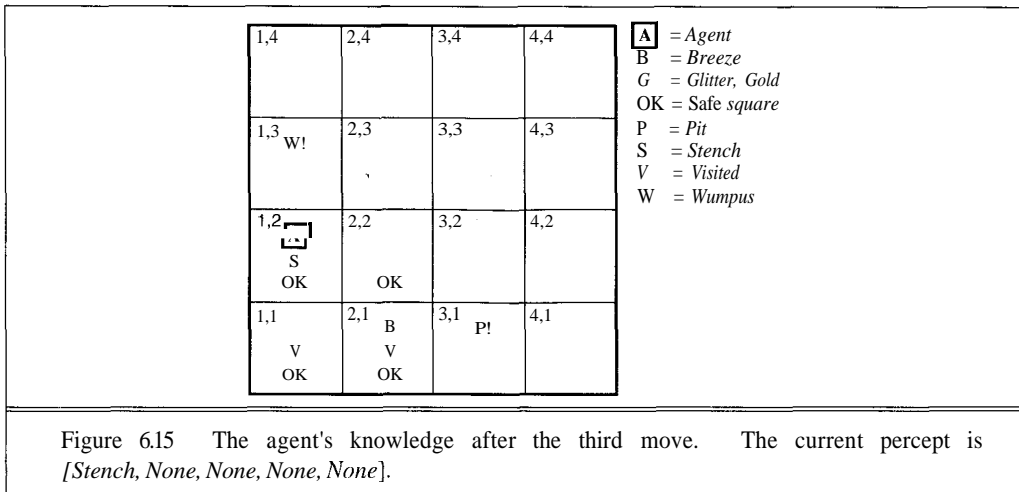 1,4 2,4 3,4 4,4
A = Agent
B = Breeze
G = Glitter, Gold
OK = Safe square
P = Pit
S = Stench
V = Visited
W = Wumpus
1,3 W! 2,3 3,3 4,3
1,2 2,2 3,2 4,2
A
S
OK OK
1,1 2,1 B 3,1 P! 4,1
V V
OK OK
Figure 6.15 The agent's knowledge after the third move. The current percept is
[Stench, None, None, None, None].